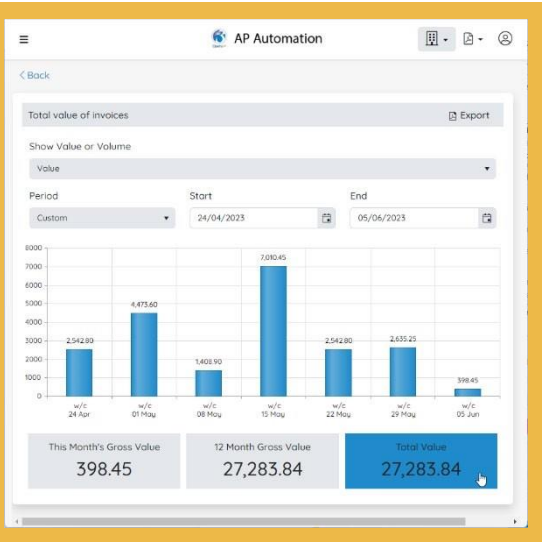 AP Automation
Back
Total value of invoices
Export
Show Value or Volume
Value
Period Start End
Custom 24/04/2023 05/06/2023
8000
7000
6000
5000
4000
3000
2000
1000
0
2,542.80 4,473.60 1,408.90 7,010.45 2,542.80 2,635.25 398.45
w/c w/c w/c w/c w/c w/c w/c
24 Apr 01 May 08 May 15 May 22 May 29 May 05 Jun
This Month's Gross Value 12 Month Gross Value Total Value
398.45 27,283.84 27,283.84